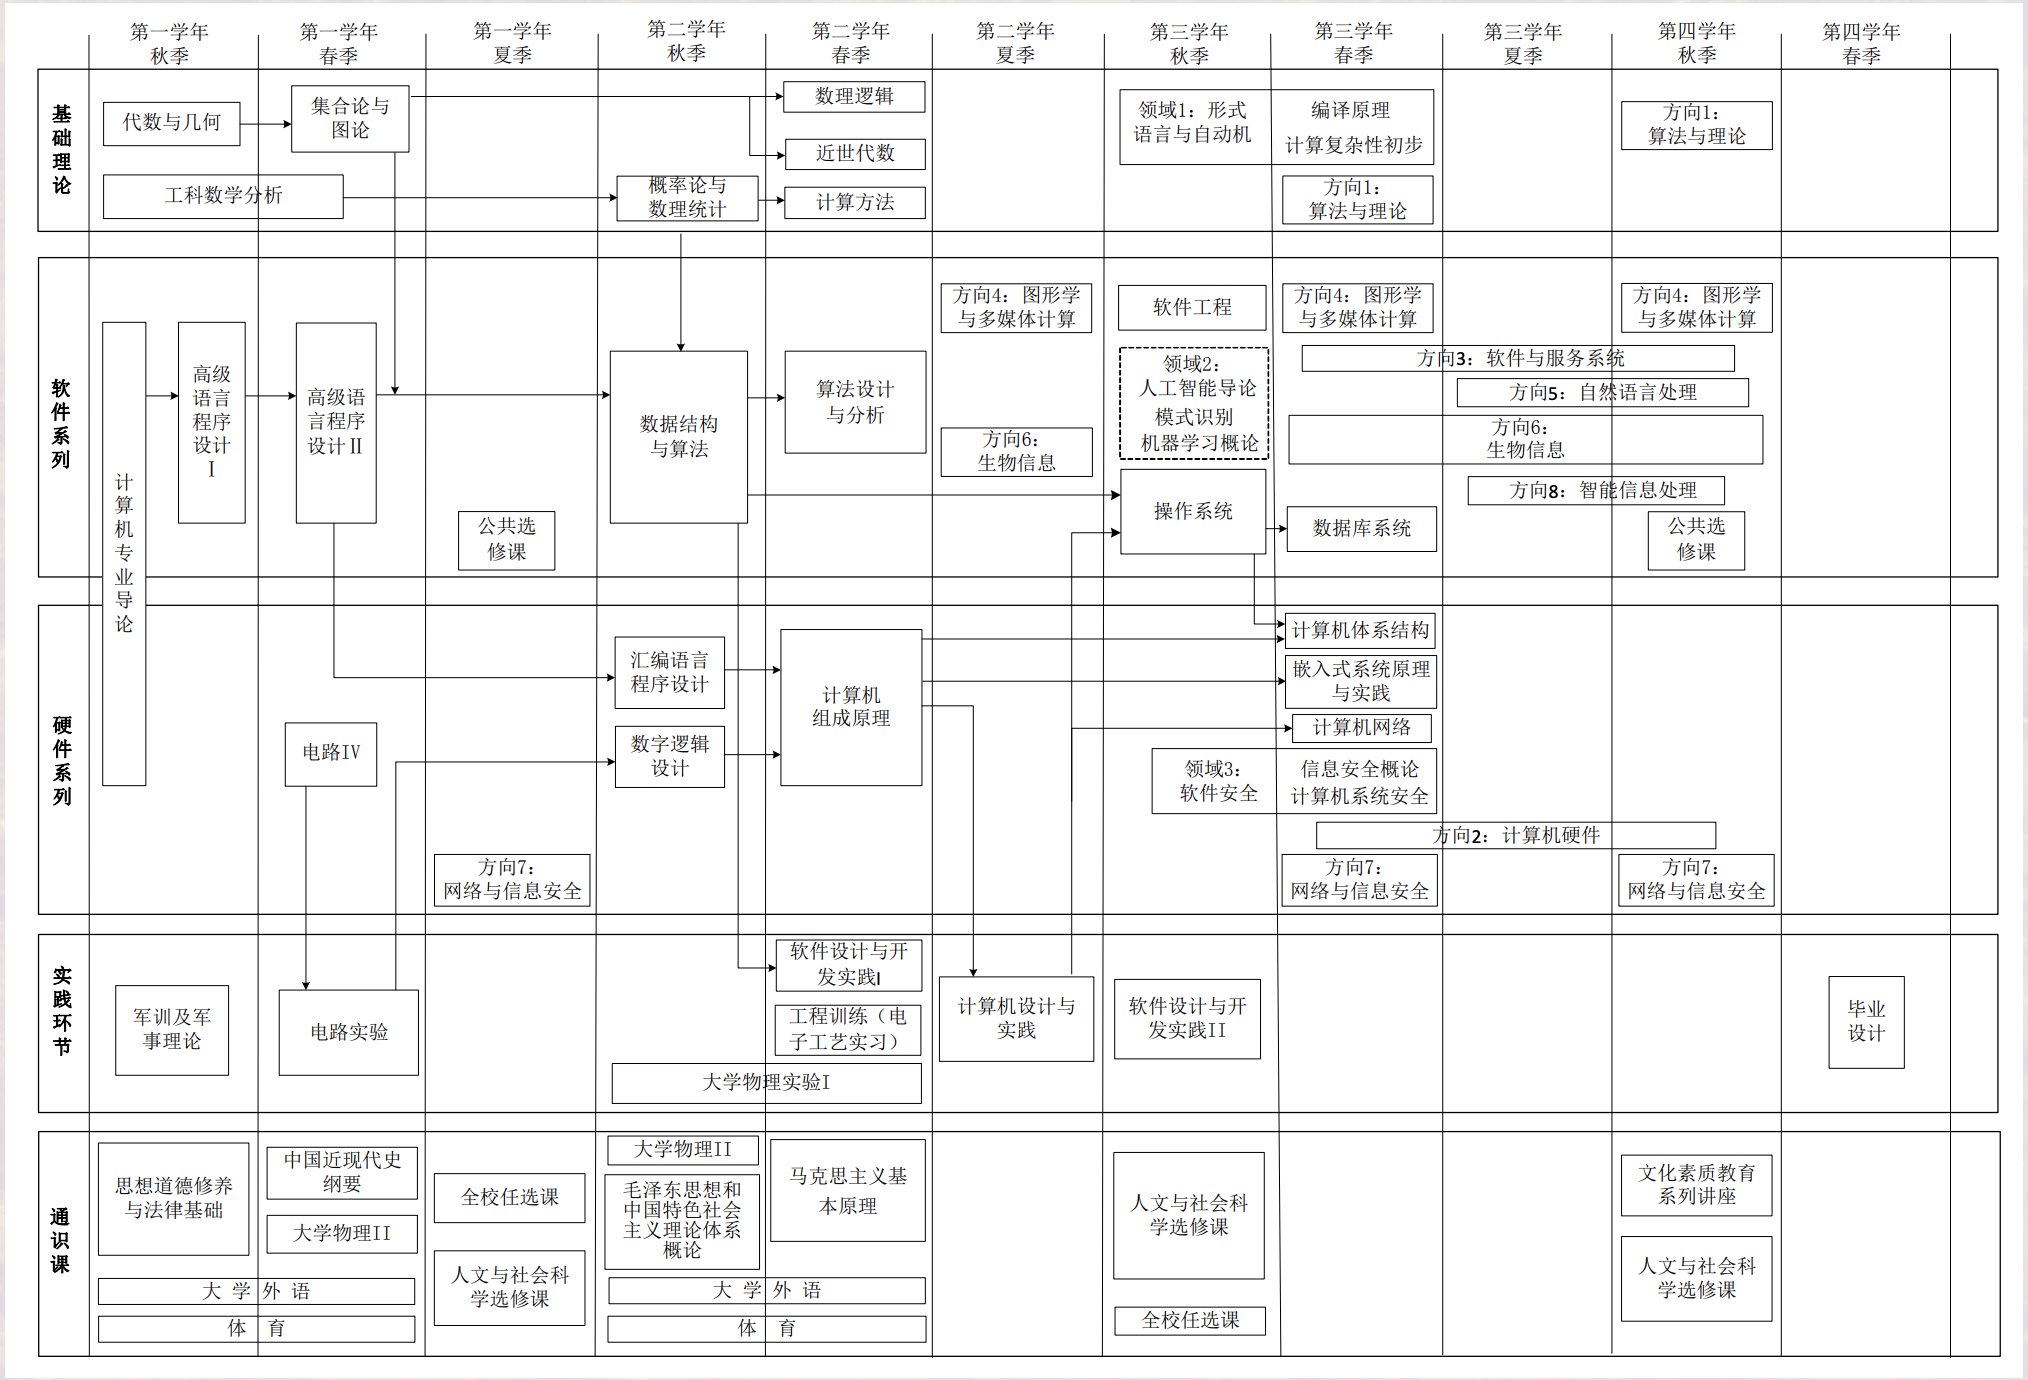 第一学年
秋季
第一学年
春季
第一学年
夏季
第二学年
秋季
第二学年
春季
第二学年
夏季
第三学年
秋季
第三学年
春季
第三学年
夏季
第四学年
秋季
第四学年
春季
基础理论
代数与几何
集合论与
图论
数理逻辑
近世代数
工科数学分析
概率论与
数理统计
计算方法
领域1：形式
语言与自动机
编译原理
计算复杂性初步
方向1：
算法与理论
方向1：
算法与理论
软件系列
计算机专业导论
高级
语言
程序
设计
I
高级语
言程序
设计Ⅱ
公共选
修课
数据结构
与算法
算法设计
与分析
方向4：图形学
与多媒体计算
方向6：
生物信息
软件工程
领域2：
人工智能导论
模式识别
机器学习概论
操作系统
方向4：图形学
与多媒体计算
方向4：图形学
与多媒体计算
方向3：软件与服务系统
方向5：自然语言处理
方向6：
生物信息
方向8：智能信息处理
数据库系统
公共选
修课
硬件系列
电路IV
方向7：
网络与信息安全
汇编语言
程序设计
数字逻辑
设计
计算机
组成原理
计算机体系结构
嵌入式系统原理
与实践
计算机网络
领域3：
软件安全
信息安全概论
计算机系统安全
方向2：计算机硬件
方向7：
网络与信息安全
方向7：
网络与信息安全
实践环节
军训及军
事理论
电路实验
软件设计与开
发实践I
工程训练（电
子工艺实习）
大学物理实验I
计算机设计与
实践
软件设计与开
发实践II
毕业
设计
通识课
思想道德修养
与法律基础
中国近现代史
纲要
大学物理II
大 学 外 语
体 育
全校任选课
人文与社会科
学选修课
大学物理II
毛泽东思想和
中国特色社会
主义理论体系
概论
马克思主义基
本原理
大 学 外 语
体 育
人文与社会科
学选修课
全校任选课
文化素质教育
系列讲座
人文与社会科
学选修课